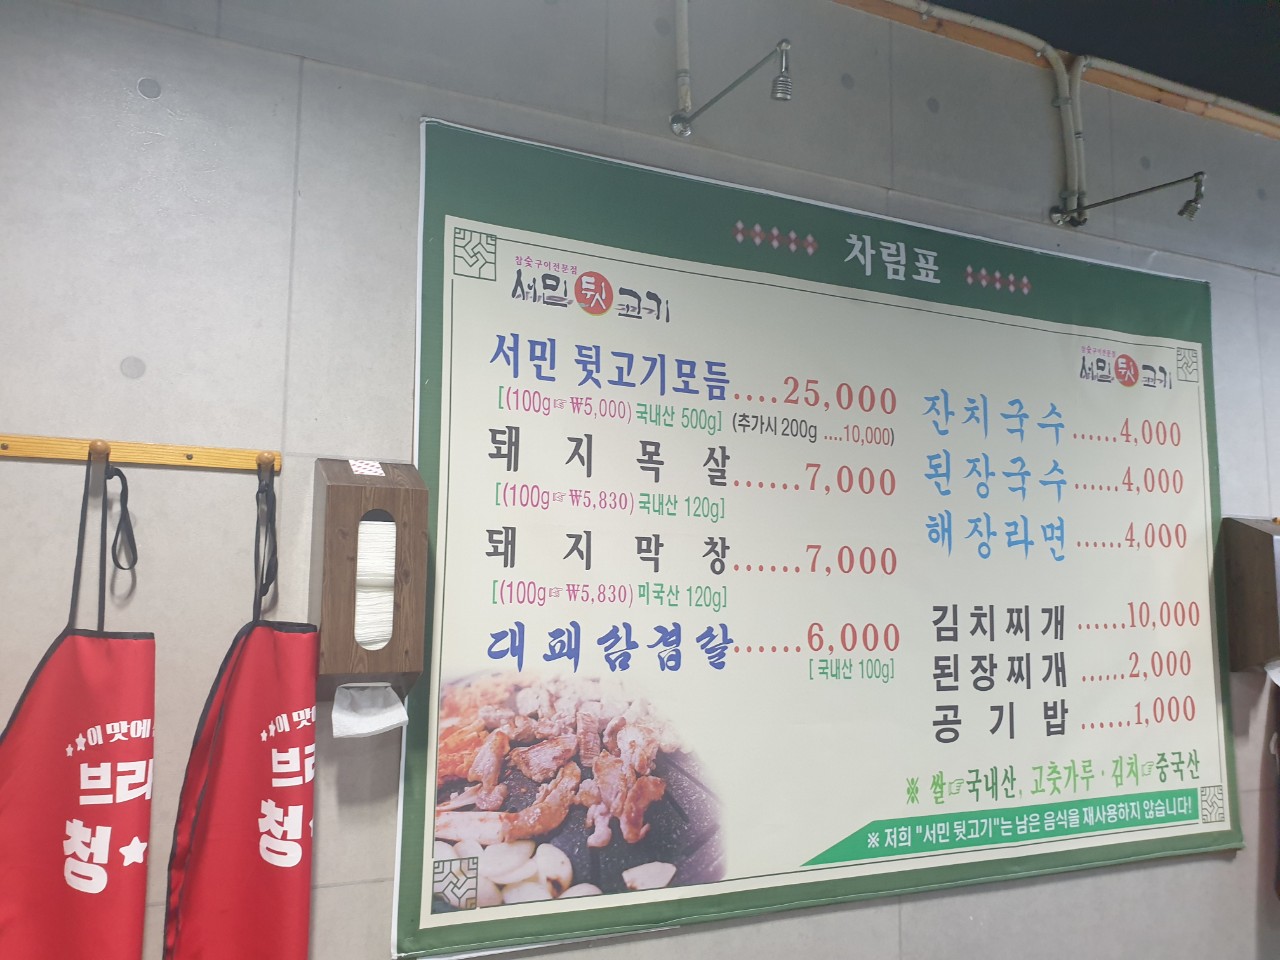 차림표
참숯구이전문점
서민뒷고기
서민 뒷고기모듬....25,000
[(100g☞₩5,000) 국내산 500g] (추가시 200g ....10,000)
돼지목살......7,000
[(100g☞₩5,830) 국내산 120g]
돼지막창......7,000
[(100g☞₩5,830) 미국산 120g]
대패삼겹살......6,000
[국내산 100g]
참숯구이전문점
서민뒷고기
잔치국수......4,000
된장국수......4,000
해장라면......4,000
김치찌개......10,000
된장찌개......2,000
공기밥......1,000
※ 쌀☞국내산, 고춧가루·김치☞중국산
※ 저희 "서민 뒷고기"는 남은 음식을 재사용하지 않습니다!
★★이 맛에
브라
청★
★★이 맛
브
청